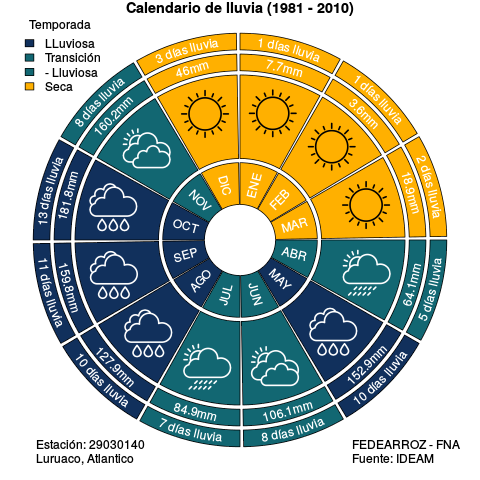 Calendario de lluvia (1981 - 2010)
Temporada
LLuviosa
Transición
- Lluviosa
Seca
1 días lluvia
7.7mm
ENE
1 días lluvia
3.6mm
FEB
2 días lluvia
18.9mm
MAR
5 días lluvia
64.1mm
ABR
10 días lluvia
152.9mm
MAY
8 días lluvia
106.1mm
JUN
7 días lluvia
84.9mm
JUL
10 días lluvia
127.9mm
AGO
11 días lluvia
159.8mm
SEP
13 días lluvia
181.8mm
OCT
8 días lluvia
160.2mm
NOV
3 días lluvia
46mm
DIC
Estación: 29030140
Luruaco, Atlantico
FEDEARROZ - FNA
Fuente: IDEAM